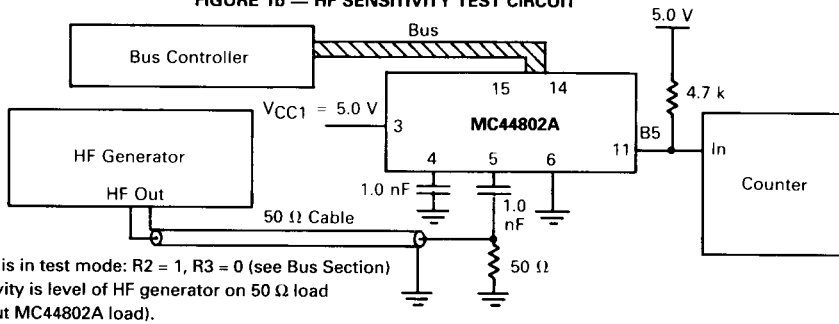 FIGURE 1b — HF SENSITIVITY TEST CIRCUIT
5.0 V
Bus
Bus Controller
15 14
4.7 k
VCC1 = 5.0 V
3
MC44802A
B5
11
In
HF Generator
4 5 6
Counter
1.0 nF
HF Out
1.0
nF
50 Ω Cable
is in test mode: R2 = 1, R3 = 0 (see Bus Section)
50 Ω
vity is level of HF generator on 50 Ω load
ut MC44802A load).